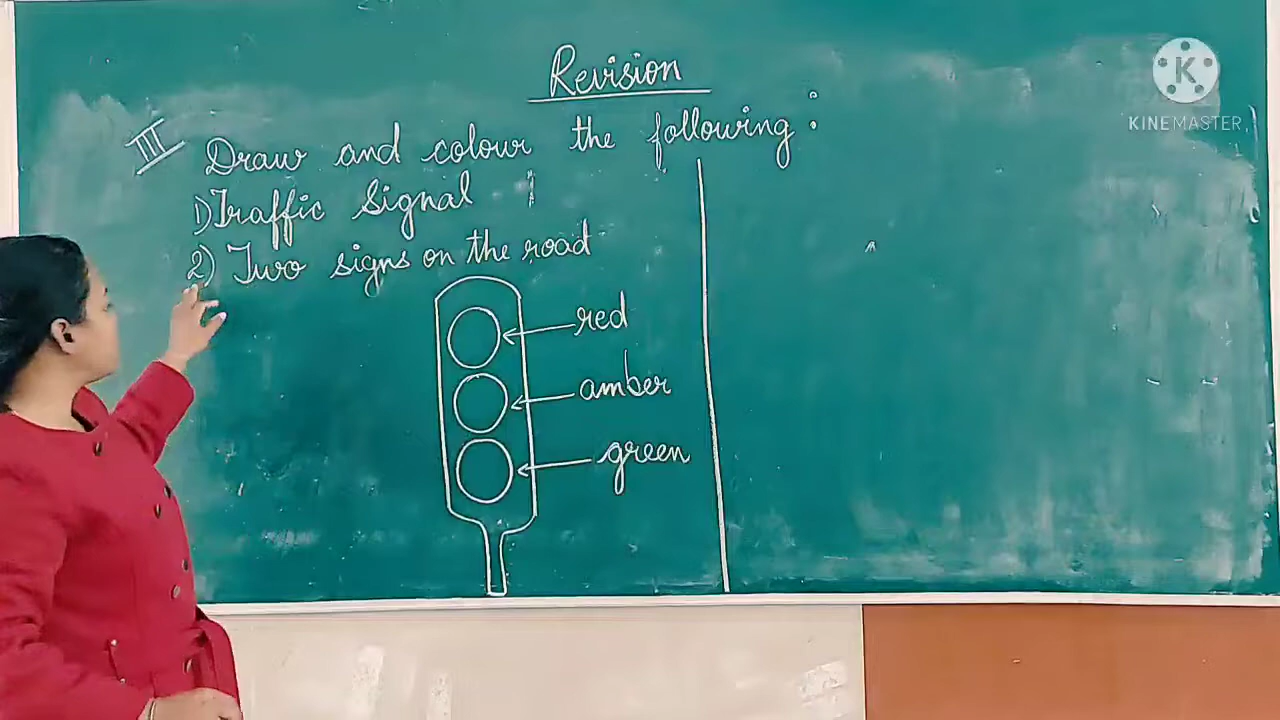 Revision
III Draw and colour the following:
1) Traffic Signal
2) Two signs on the road
red
amber
green
K
KINEMASTER